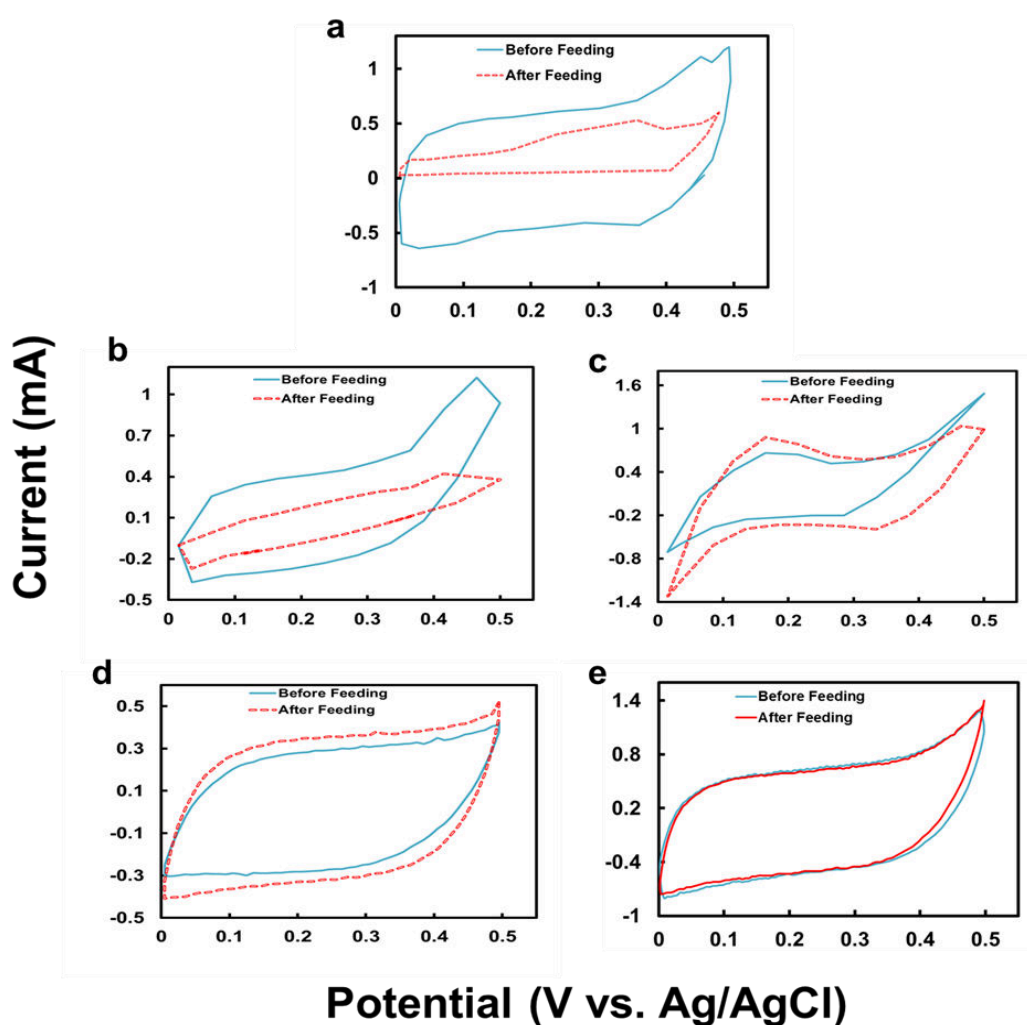 a
Before Feeding
After Feeding
1
0.5
0
-0.5
-1
0 0.1 0.2 0.3 0.4 0.5
Current (mA)
b
Before Feeding
After Feeding
1
0.7
0.4
0.1
-0.2
-0.5
0 0.1 0.2 0.3 0.4 0.5
c
Before Feeding
After Feeding
1.6
1
0.4
-0.2
-0.8
-1.4
0 0.1 0.2 0.3 0.4 0.5
d
Before Feeding
After Feeding
0.5
0.3
0.1
-0.1
-0.3
-0.5
0 0.1 0.2 0.3 0.4 0.5
e
Before Feeding
After Feeding
1.4
0.8
0.2
-0.4
-1
0 0.1 0.2 0.3 0.4 0.5
Potential (V vs. Ag/AgCl)